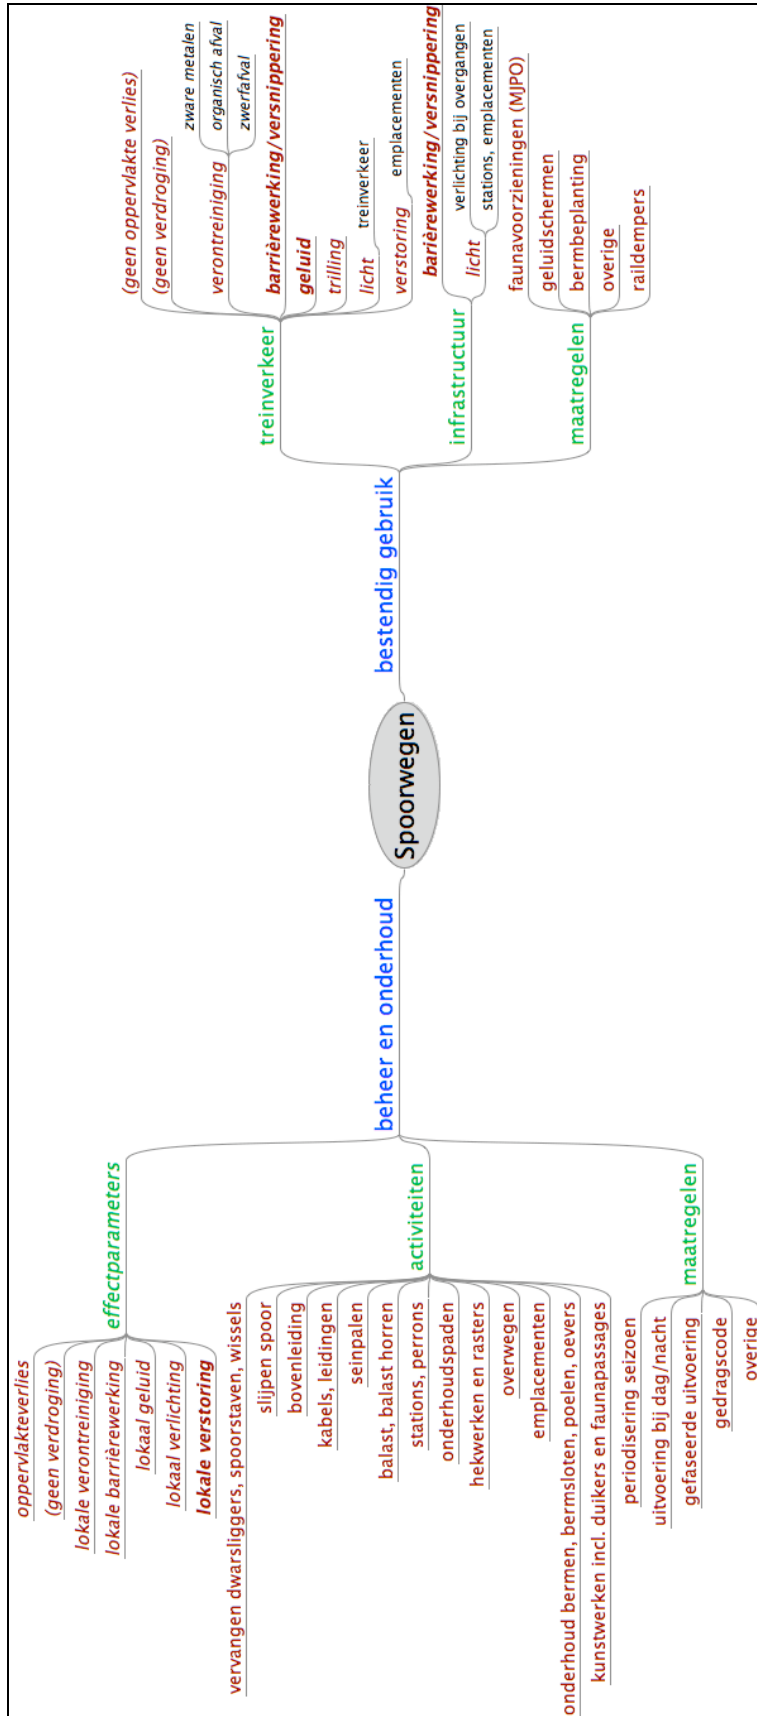 Spoorwegen
beheer en onderhoud
effectparameters
oppervlakteverlies
(geen verdroging)
lokale verontreiniging
lokale barrièrewerking
lokaal geluid
lokaal verlichting
lokale verstoring
activiteiten
vervangen dwarsliggers, spoorstaven, wissels
slijpen spoor
bovenleiding
kabels, leidingen
seinpalen
balast, balast horren
stations, perrons
onderhoudspaden
hekwerken en rasters
overwegen
emplacementen
onderhoud bermen, bermsloten, poelen, oevers
kunstwerken incl. duikers en faunapassages
maatregelen
periodisering seizoen
uitvoering bij dag/nacht
gefaseerde uitvoering
gedragscode
overige
bestendig gebruik
treinverkeer
(geen oppervlakte verlies)
(geen verdroging)
verontreiniging
zware metalen
organisch afval
zwerfafval
barrièrewerking/versnippering
geluid
trilling
licht
treinverkeer
verstoring
emplacementen
infrastructuur
barièrewerking/versnippering
licht
verlichting bij overgangen
stations, emplacementen
maatregelen
faunavoorzieningen (MJPO)
geluidschermen
bermbeplanting
overige
raildempers